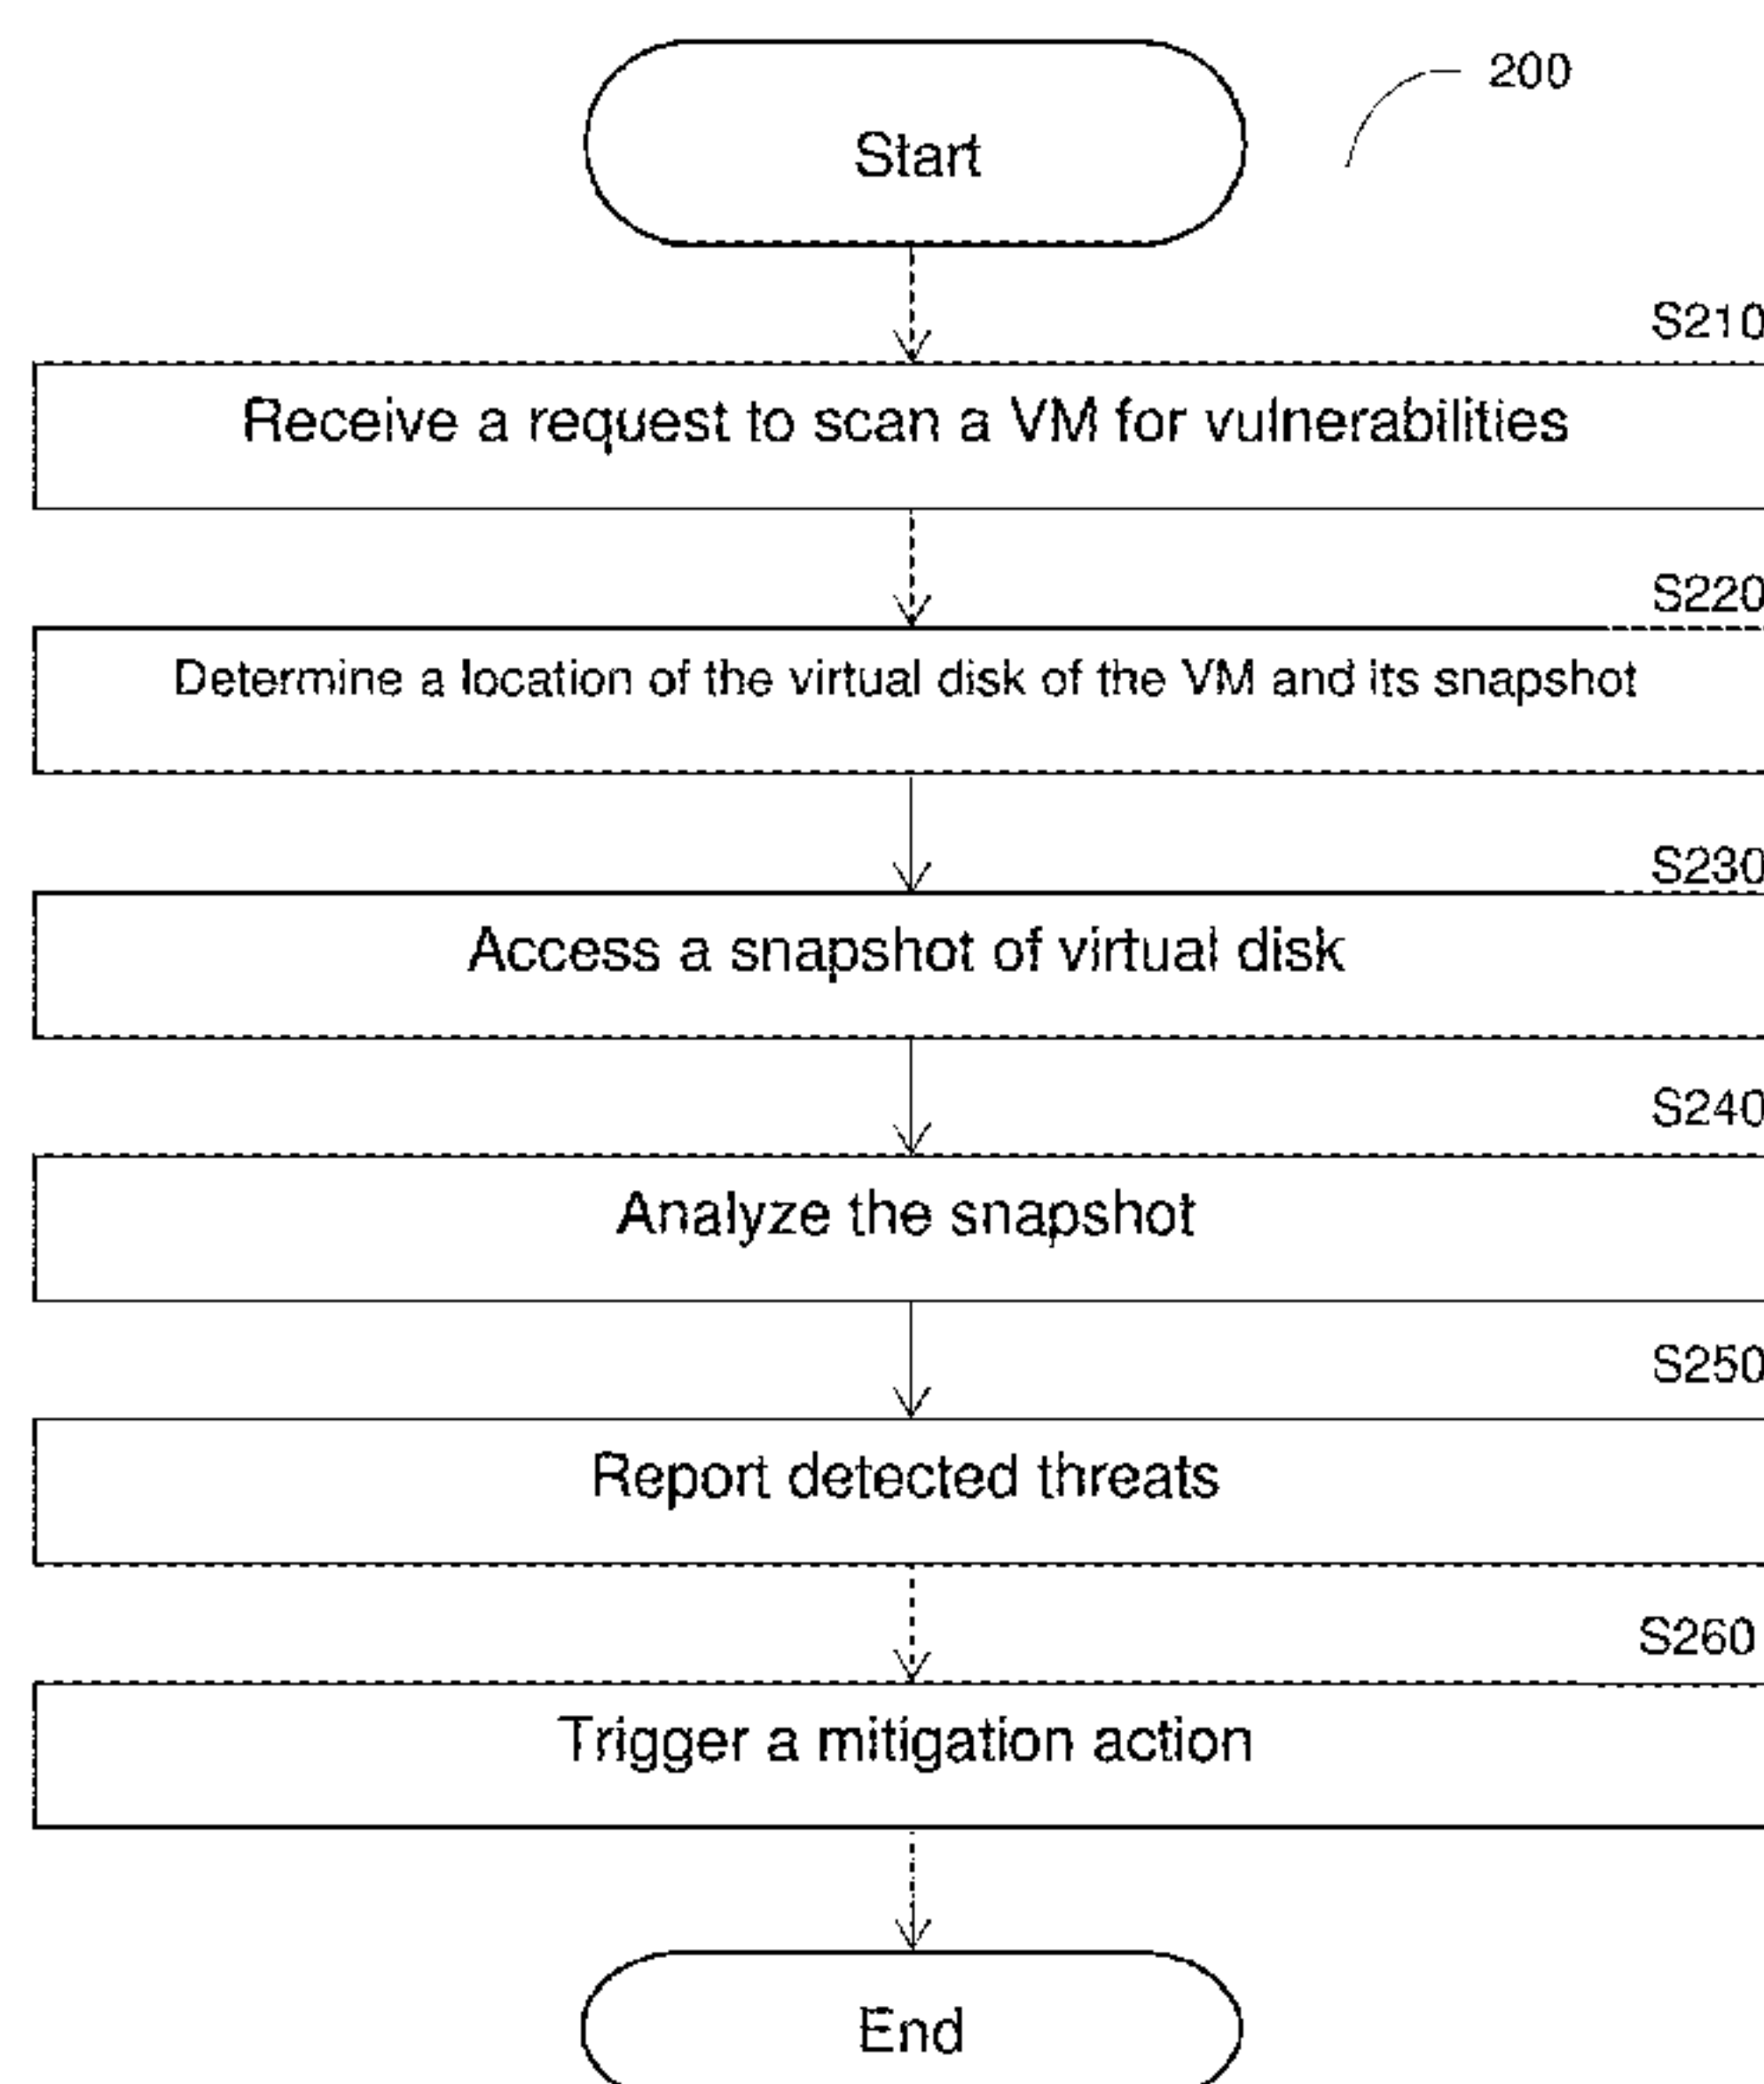 200
Start
S210
Receive a request to scan a VM for vulnerabilities
S220
Determine a location of the virtual disk of the VM and its snapshot
S230
Access a snapshot of virtual disk
S240
Analyze the snapshot
S250
Report detected threats
S260
Trigger a mitigation action
End